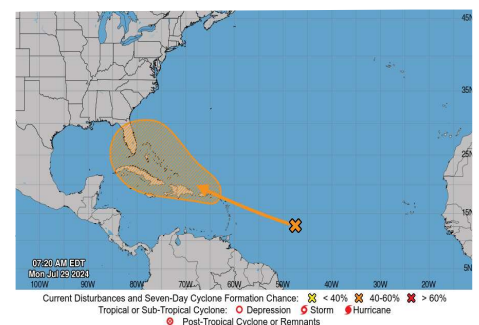 45N
35N
25N
15N
5N
07:20 AM EDT
Mon Jul 29 2024
100W 90W 80W 70W 60W 50W 40W 30W 20W
Current Disturbances and Seven-Day Cyclone Formation Chance: < 40% 40-60% > 60%
Tropical or Sub-Tropical Cyclone: Depression Storm Hurricane
Post-Tropical Cyclone or Remnants